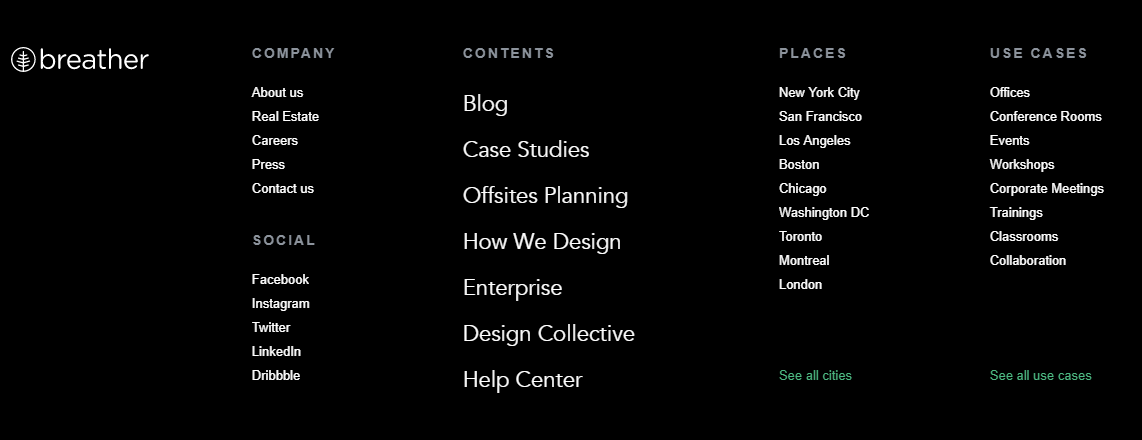 breather
COMPANY
About us
Real Estate
Careers
Press
Contact us
SOCIAL
Facebook
Instagram
Twitter
LinkedIn
Dribbble
CONTENTS
Blog
Case Studies
Offsites Planning
How We Design
Enterprise
Design Collective
Help Center
PLACES
New York City
San Francisco
Los Angeles
Boston
Chicago
Washington DC
Toronto
Montreal
London
See all cities
USE CASES
Offices
Conference Rooms
Events
Workshops
Corporate Meetings
Trainings
Classrooms
Collaboration
See all use cases